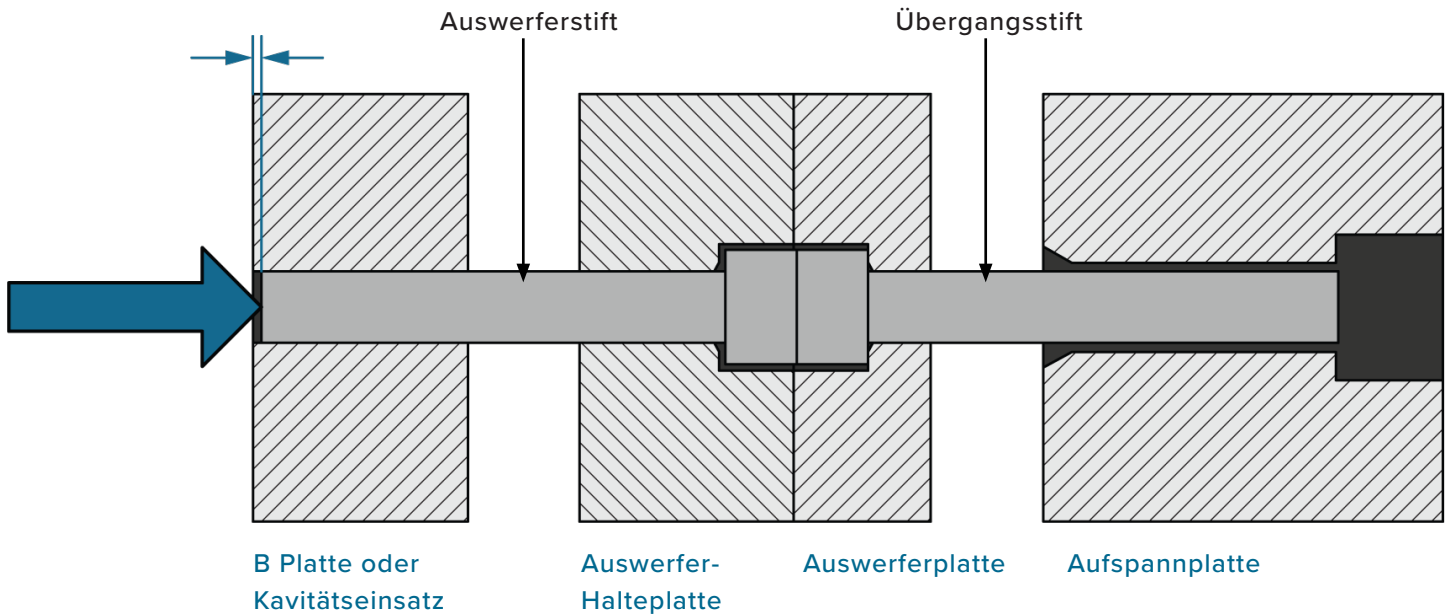 Auswerferstift
Übergangsstift
B Platte oder
Kavitätseinsatz
Auswerfer-
Halteplatte
Auswerferplatte
Aufspannplatte